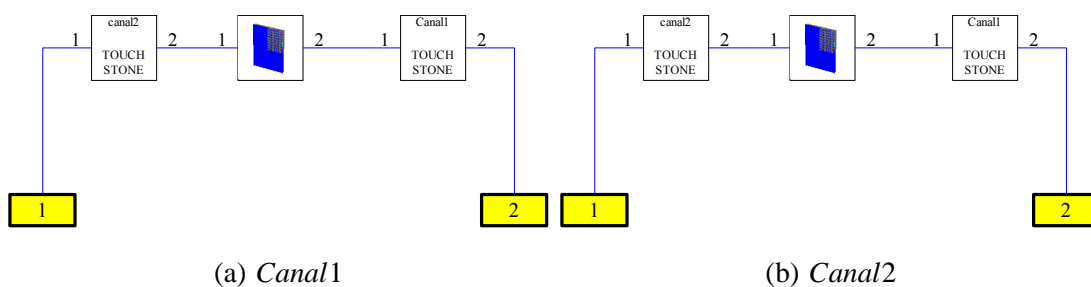 canal2
Canal1
canal2
Canal1
1 2 1 2 1 2
1 2 1 2 1 2
TOUCH
STONE
TOUCH
STONE
TOUCH
STONE
TOUCH
STONE
1
2
1
2
(a) Canal1
(b) Canal2